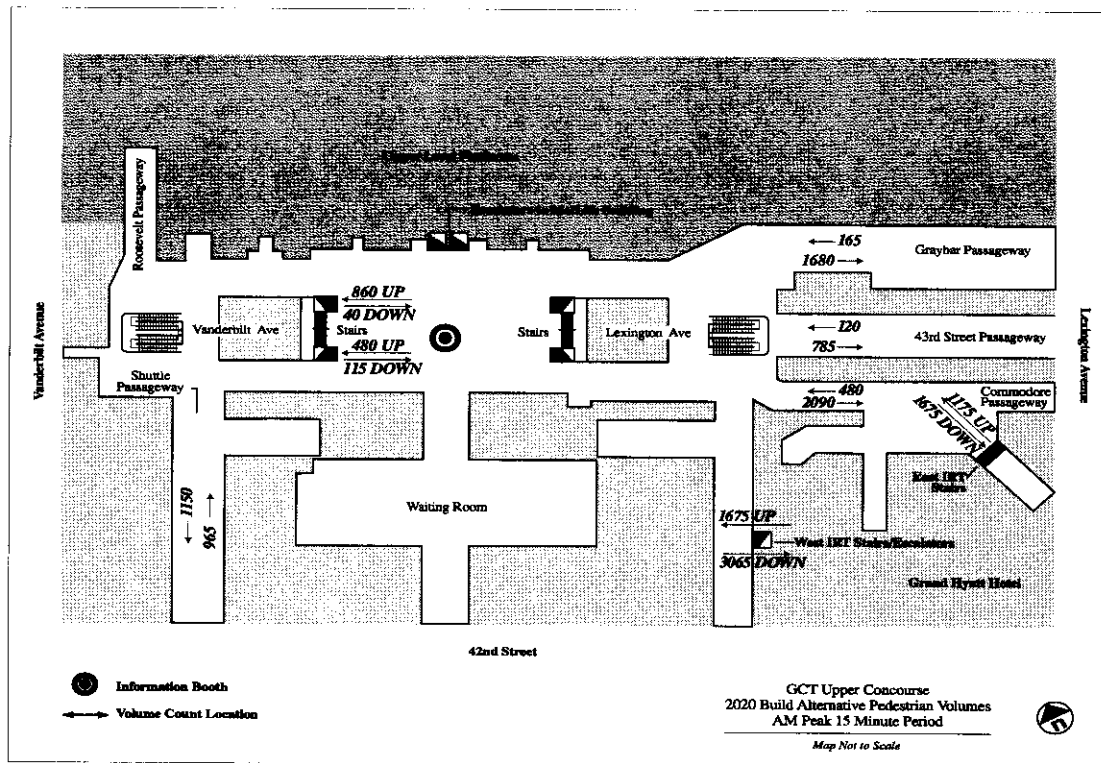 Upper Level Platforms
Roosevelt Passageway
165
1680
Graybar Passageway
860 UP
40 DOWN
Vanderbilt Ave
Stairs
480 UP
115 DOWN
Stairs
Lexington Ave
120
785
43rd Street Passageway
Vanderbilt Avenue
Lexington Avenue
Shuttle
Passageway
480
2090
Commodore
Passageway
1175 UP
1675 DOWN
East IRT
Stairs
1150
965
Waiting Room
1675 UP
West IRT Stairs/Escalators
3065 DOWN
Grand Hyatt Hotel
42nd Street
Information Booth
Volume Count Location
GCT Upper Concourse
2020 Build Alternative Pedestrian Volumes
AM Peak 15 Minute Period
Map Not to Scale